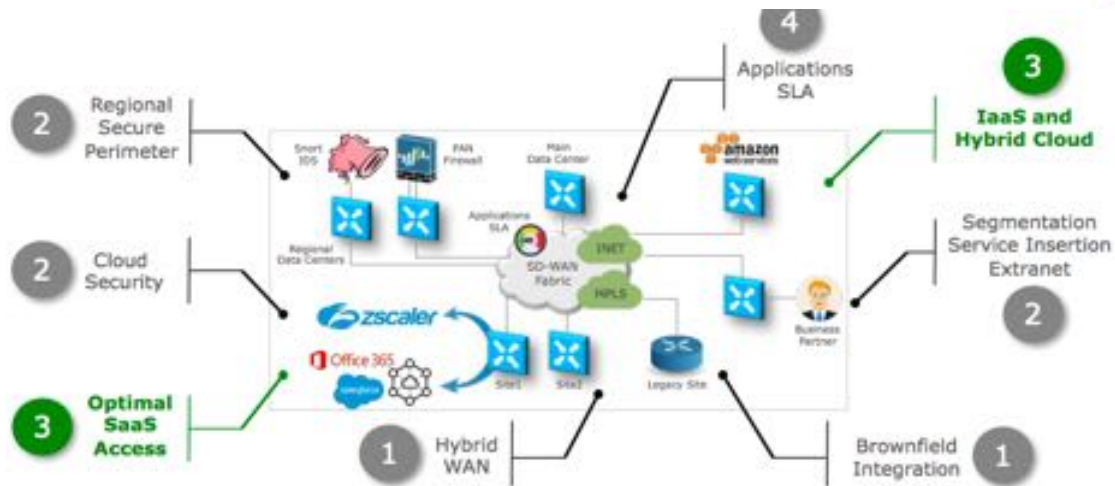 4
Applications
SLA
3
IaaS and
Hybrid Cloud
2
Regional
Secure
Perimeter
Snort
IDS
PAN
Firewall
Main
Data Center
amazon
webservices
Applications
SLA
Regional
Data Centers
SD-WAN
Fabric
INET
MPLS
Segmentation
Service Insertion
Extranet
2
2
Cloud
Security
zscaler
Office 365
salesforce
Site1
Site2
Legacy Site
Business
Partner
3
Optimal
SaaS
Access
1
Hybrid
WAN
Brownfield
Integration
1